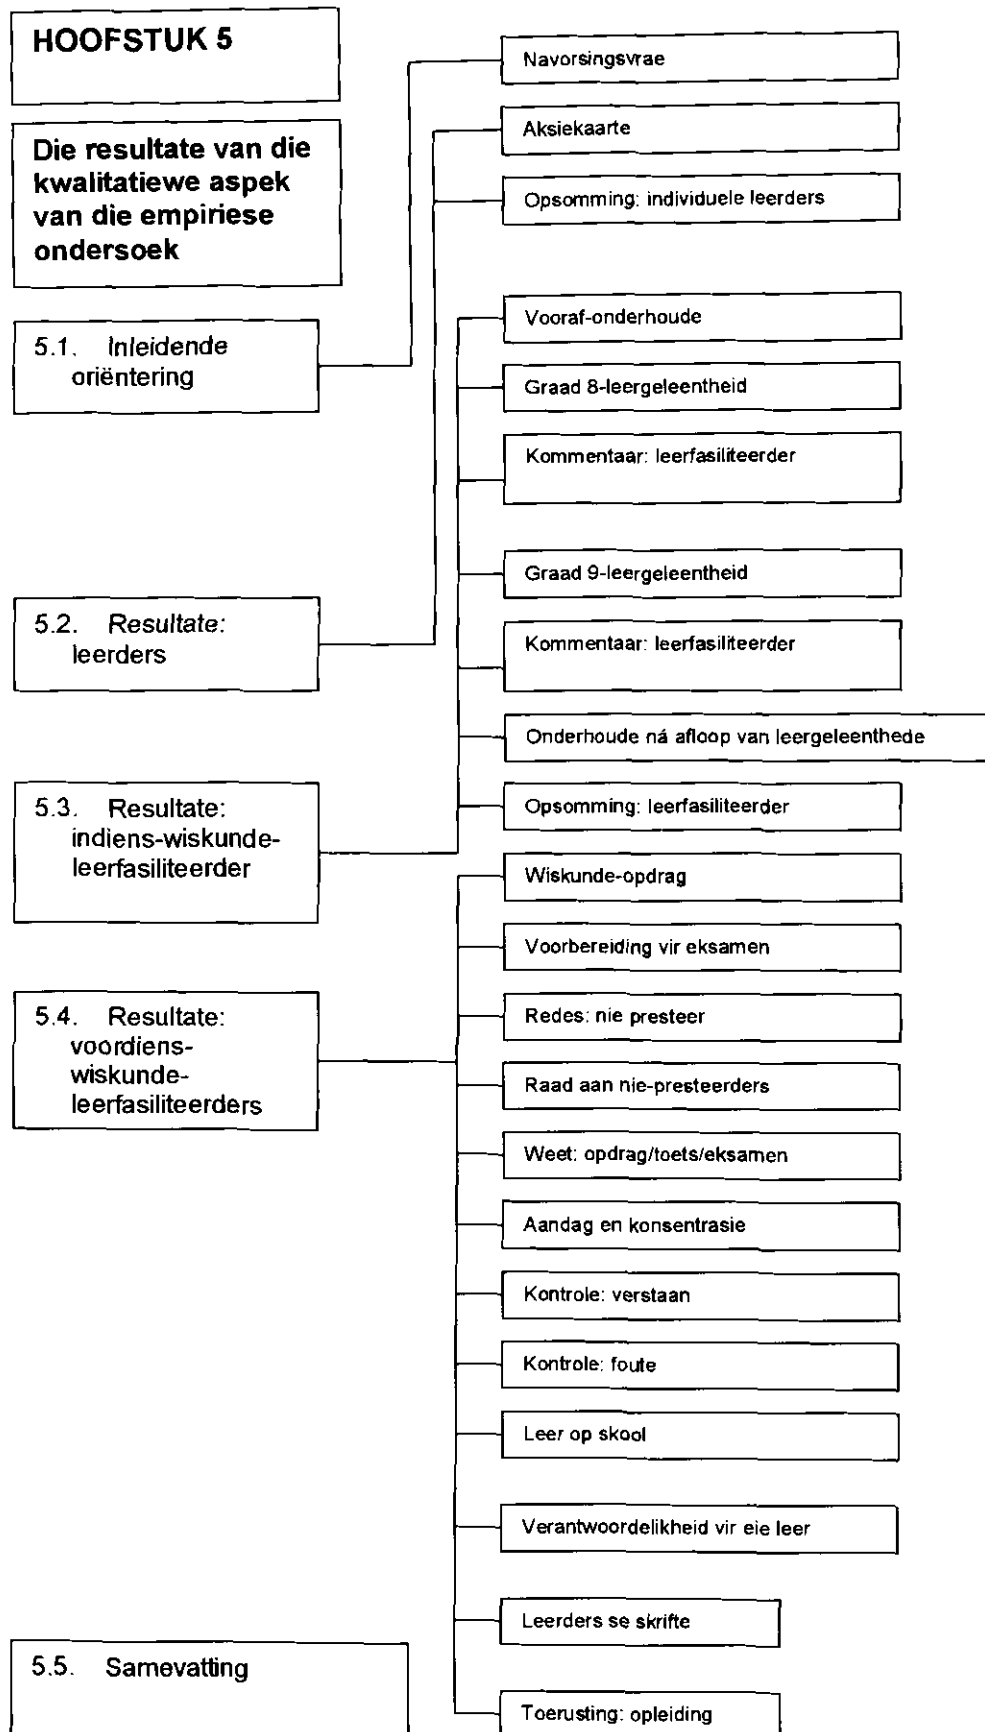 HOOFSTUK 5
Die resultate van die
kwalitatiewe aspek
van die empiriese
ondersoek
5.1. Inleidende
oriëntering
Navorsingsvrae
5.2. Resultate:
leerders
Aksiekaarte
Opsomming: individuele leerders
5.3. Resultate:
indiens-wiskunde-
leerfasiliteerder
Vooraf-onderhoude
Graad 8-leergeleentheid
Kommentaar: leerfasiliteerder
Graad 9-leergeleentheid
Kommentaar: leerfasiliteerder
Onderhoude ná afloop van leergeleenthede
Opsomming: leerfasiliteerder
5.4. Resultate:
voordiens-
wiskunde-
leerfasiliteerders
Wiskunde-opdrag
Voorbereiding vir eksamen
Redes: nie presteer
Raad aan nie-presteerders
Weet: opdrag/toets/eksamen
Aandag en konsentrasie
Kontrole: verstaan
Kontrole: foute
Leer op skool
Verantwoordelikheid vir eie leer
Leerders se skrifte
Toerusting: opleiding
5.5. Samevatting